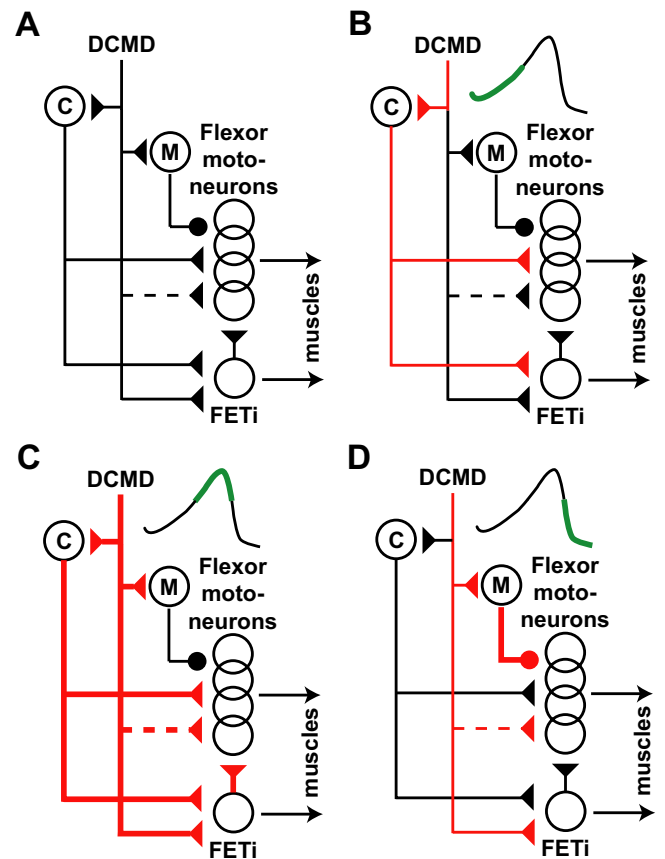 A
DCMD
C
M
Flexor
moto-
neurons
muscles
FETi
B
DCMD
C
M
Flexor
moto-
neurons
muscles
FETi
C
DCMD
C
M
Flexor
moto-
neurons
muscles
FETi
D
DCMD
C
M
Flexor
moto-
neurons
muscles
FETi